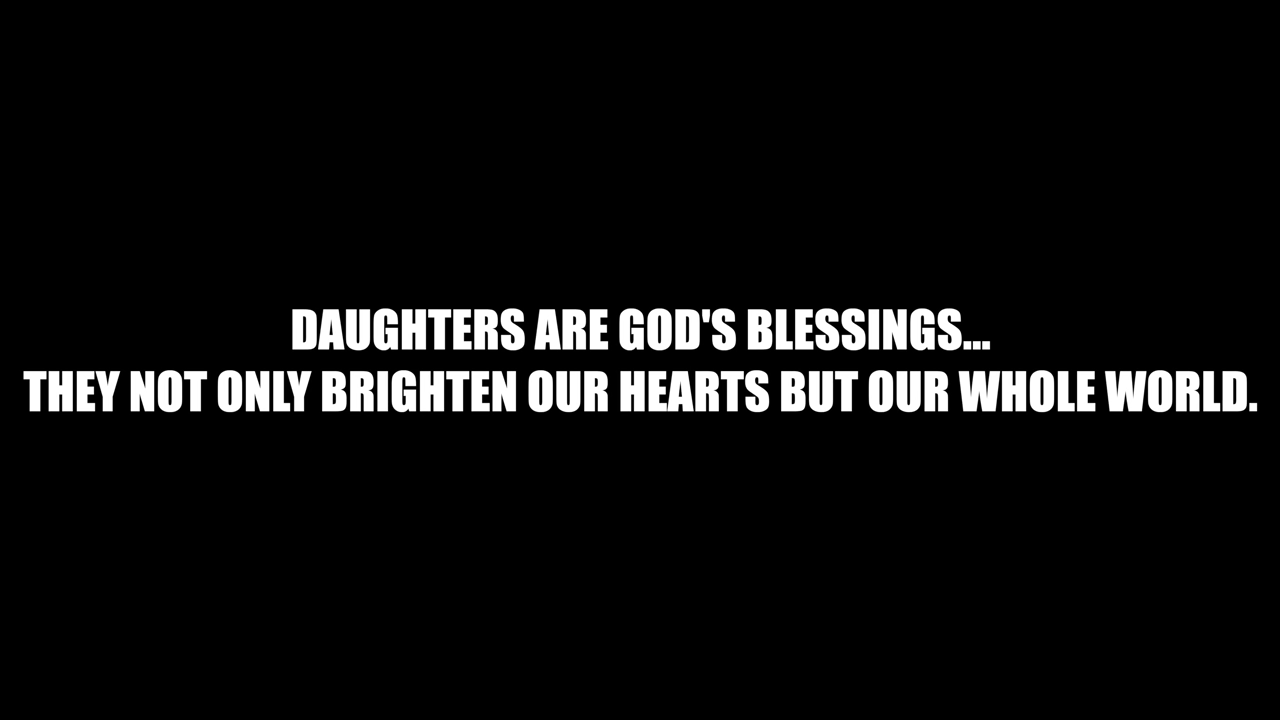 DAUGHTERS ARE GOD'S BLESSINGS...
THEY NOT ONLY BRIGHTEN OUR HEARTS BUT OUR WHOLE WORLD.